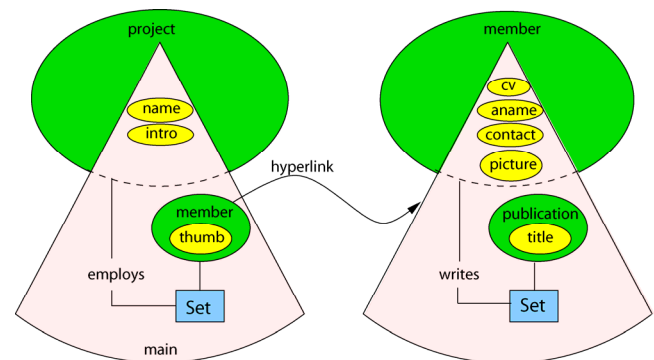 project
name
intro
member
thumb
employs
Set
main
hyperlink
member
cv
aname
contact
picture
publication
title
writes
Set